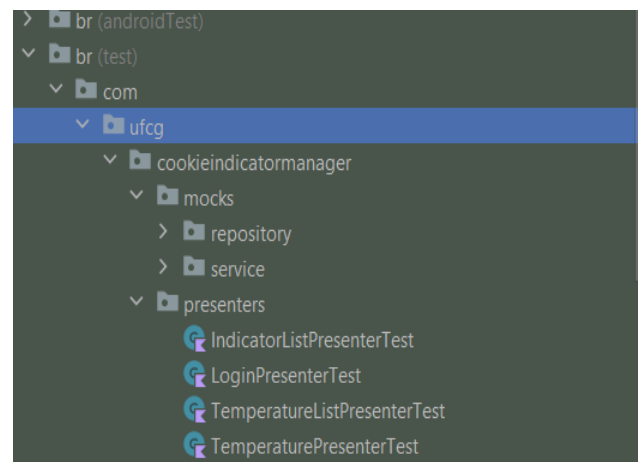 br (androidTest)
br (test)
com
ufcg
cookieindicatormanager
mocks
repository
service
presenters
IndicatorListPresenterTest
LoginPresenterTest
TemperatureListPresenterTest
TemperaturePresenterTest